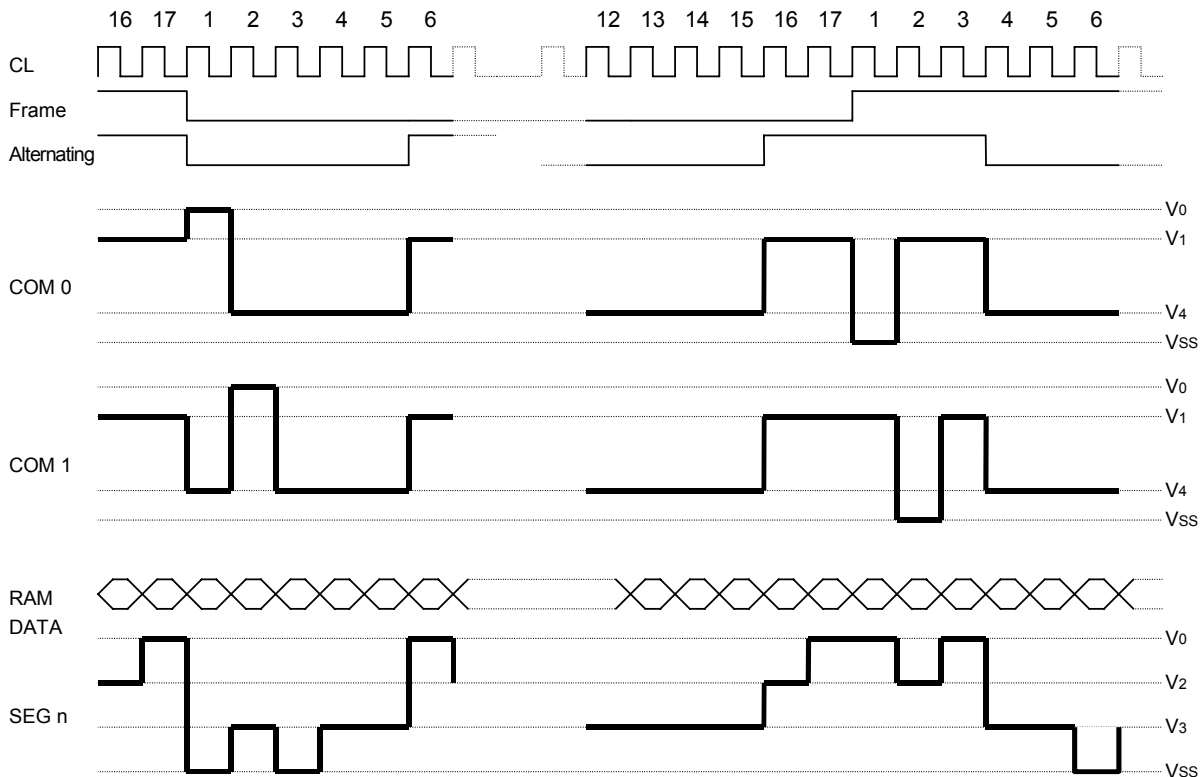 16 17 1 2 4 5 6 12 13 14 15 16 17 1 2 3 4 5 6
CL
Frame
Alternating
V0
V1
COM 0
V4
VSS
V0
V1
COM 1
V4
VSS
RAM
DATA
V0
V2
SEG n
V3
VSS